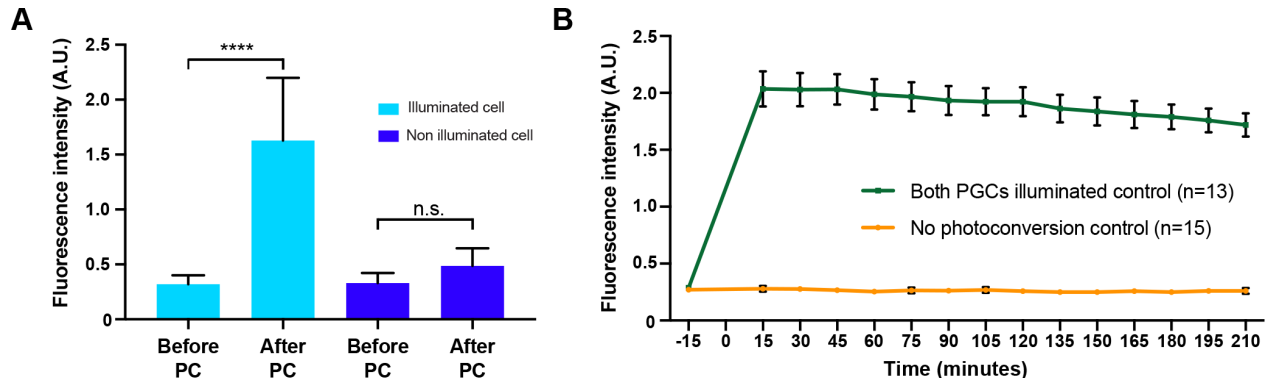 A
Fluorescence intensity (A.U.)
2.5
2.0
1.5
1.0
0.5
0
****
n.s.
Illuminated cell
Non illuminated cell
Before PC
After PC
Before PC
After PC
B
Fluorescence intensity (A.U.)
2.5
2.0
1.5
1.0
0.5
0
Both PGCs illuminated control (n=13)
No photoconversion control (n=15)
-15 0 15 30 45 60 75 90 105 120 135 150 165 180 195 210
Time (minutes)